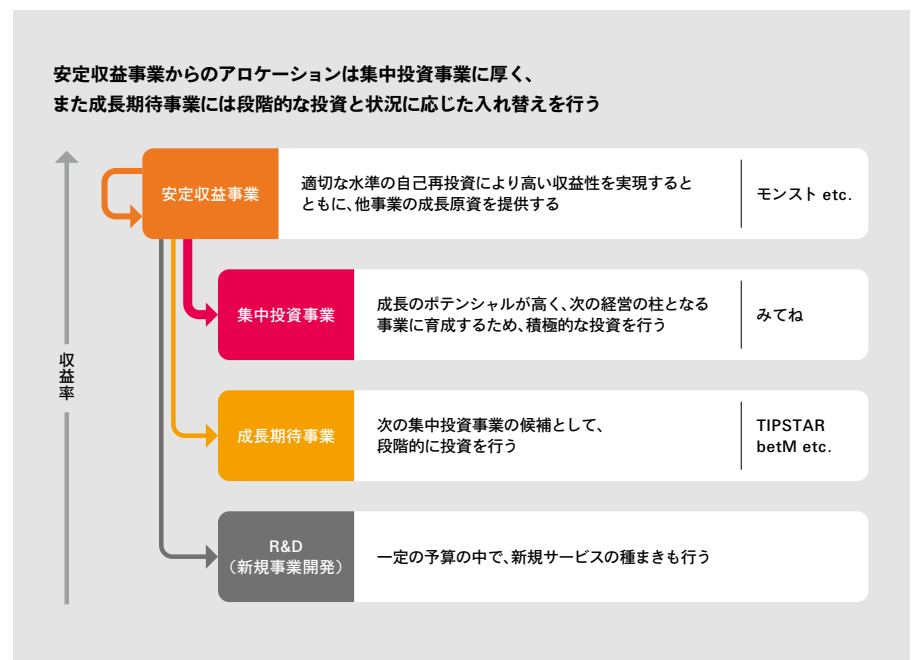 安定収益事業からのアロケーションは集中投資事業に厚く、
また成長期待事業には段階的な投資と状況に応じた入れ替えを行う
収益率
安定収益事業
適切な水準の自己再投資により高い収益性を実現すると
ともに、他事業の成長原資を提供する
モンスト etc.
集中投資事業
成長のポテンシャルが高く、次の経営の柱となる
事業に育成するため、積極的な投資を行う
みてね
成長期待事業
次の集中投資事業の候補として、
段階的に投資を行う
TIPSTAR
betM etc.
R&D
（新規事業開発）
一定の予算の中で、新規サービスの種まきも行う